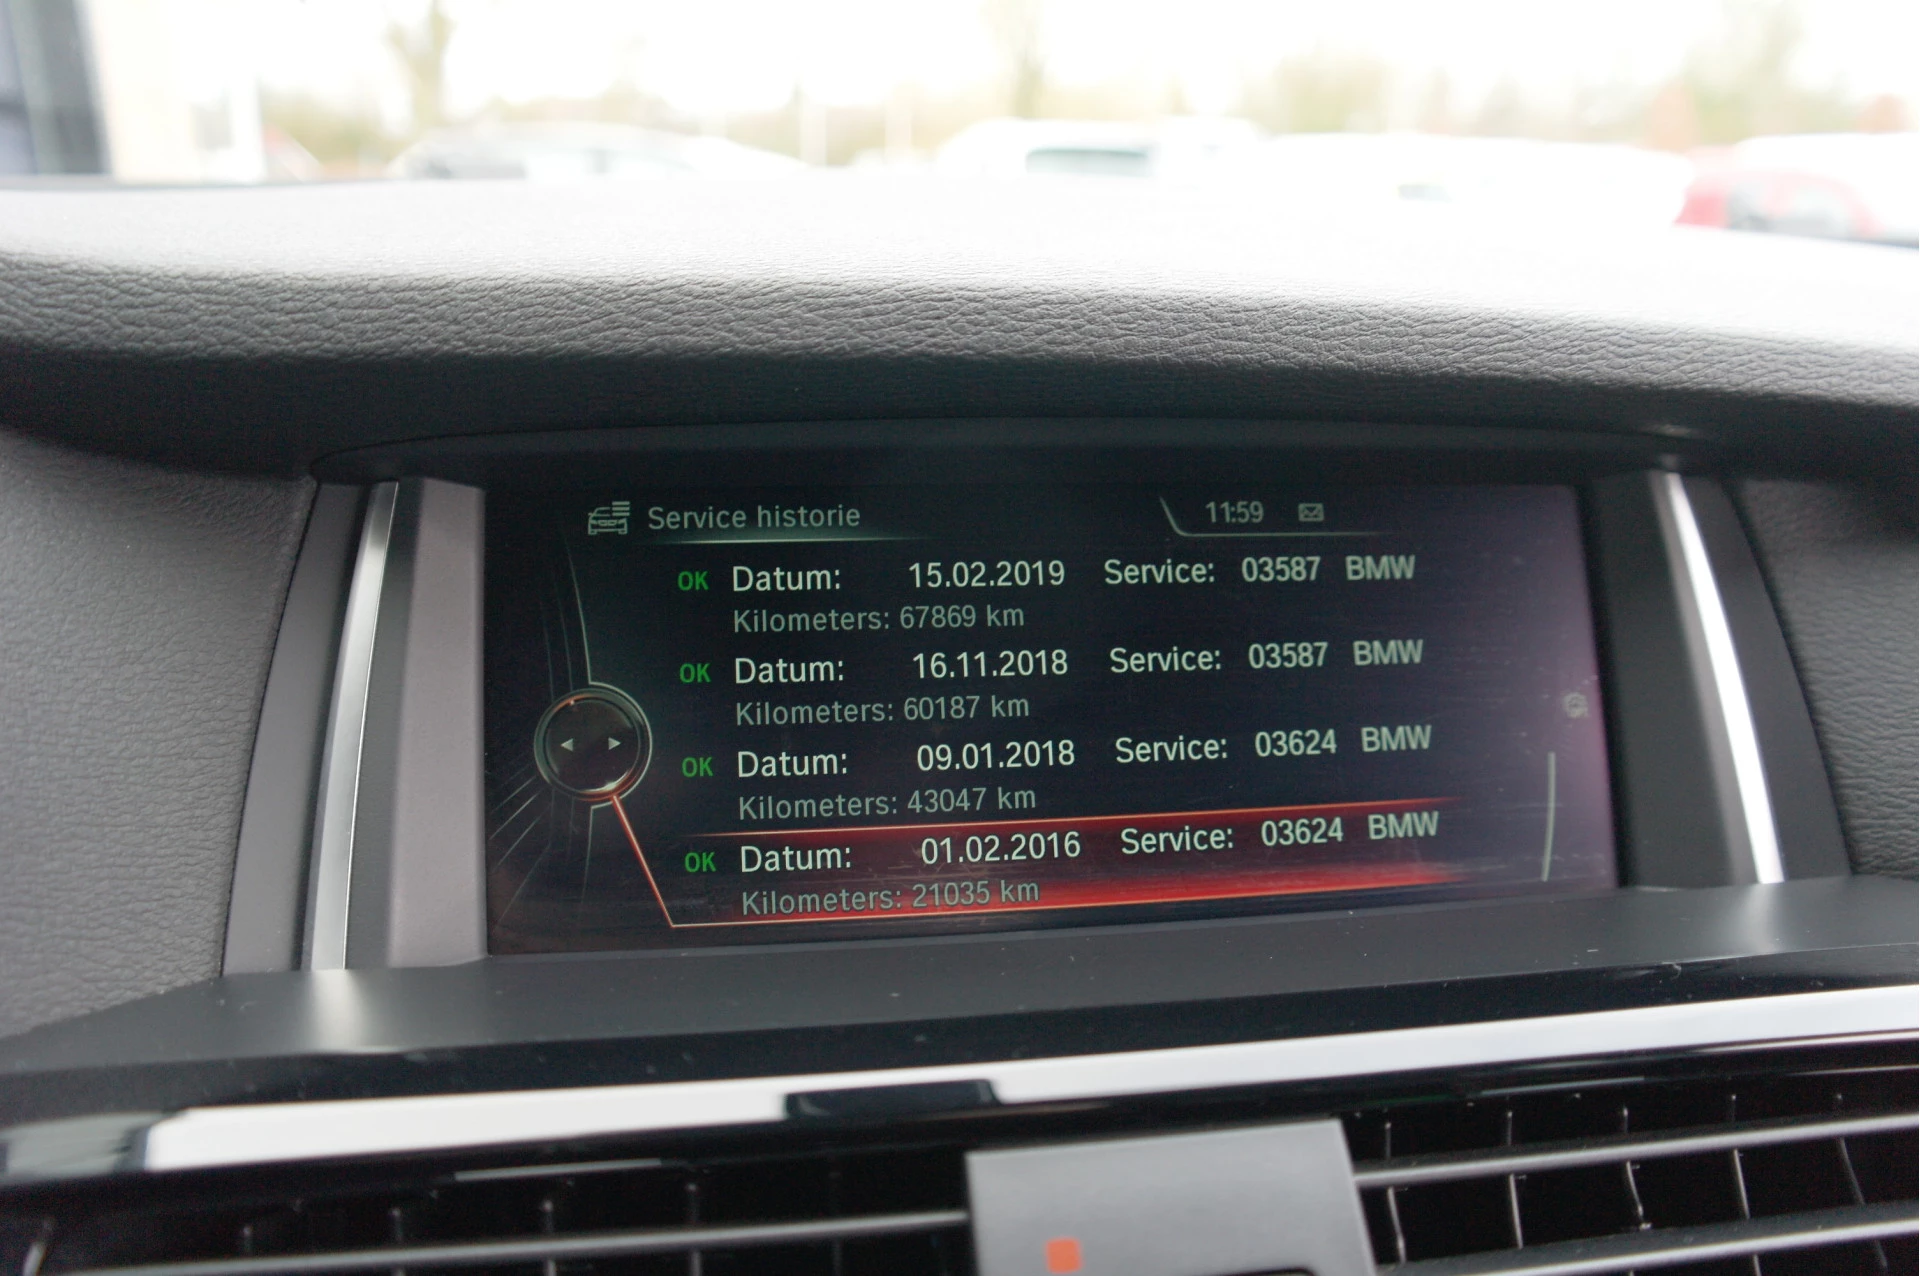 Service historie 11:59
OK Datum: 15.02.2019 Service: 03587 BMW
Kilometers: 67869 km
OK Datum: 16.11.2018 Service: 03587 BMW
Kilometers: 60187 km
OK Datum: 09.01.2018 Service: 03624 BMW
Kilometers: 43047 km
OK Datum: 01.02.2016 Service: 03624 BMW
Kilometers: 21035 km